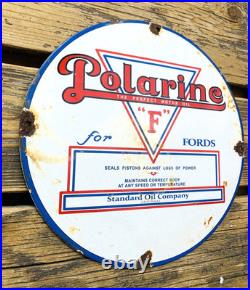 Polarine
THE PERFECT MOTOR OIL
"F"
for FORDS
SEALS PISTONS AGAINST LOSS OF POWER
MAINTAINS CORRECT BODY
AT ANY SPEED OR TEMPERATURE
Standard Oil Company